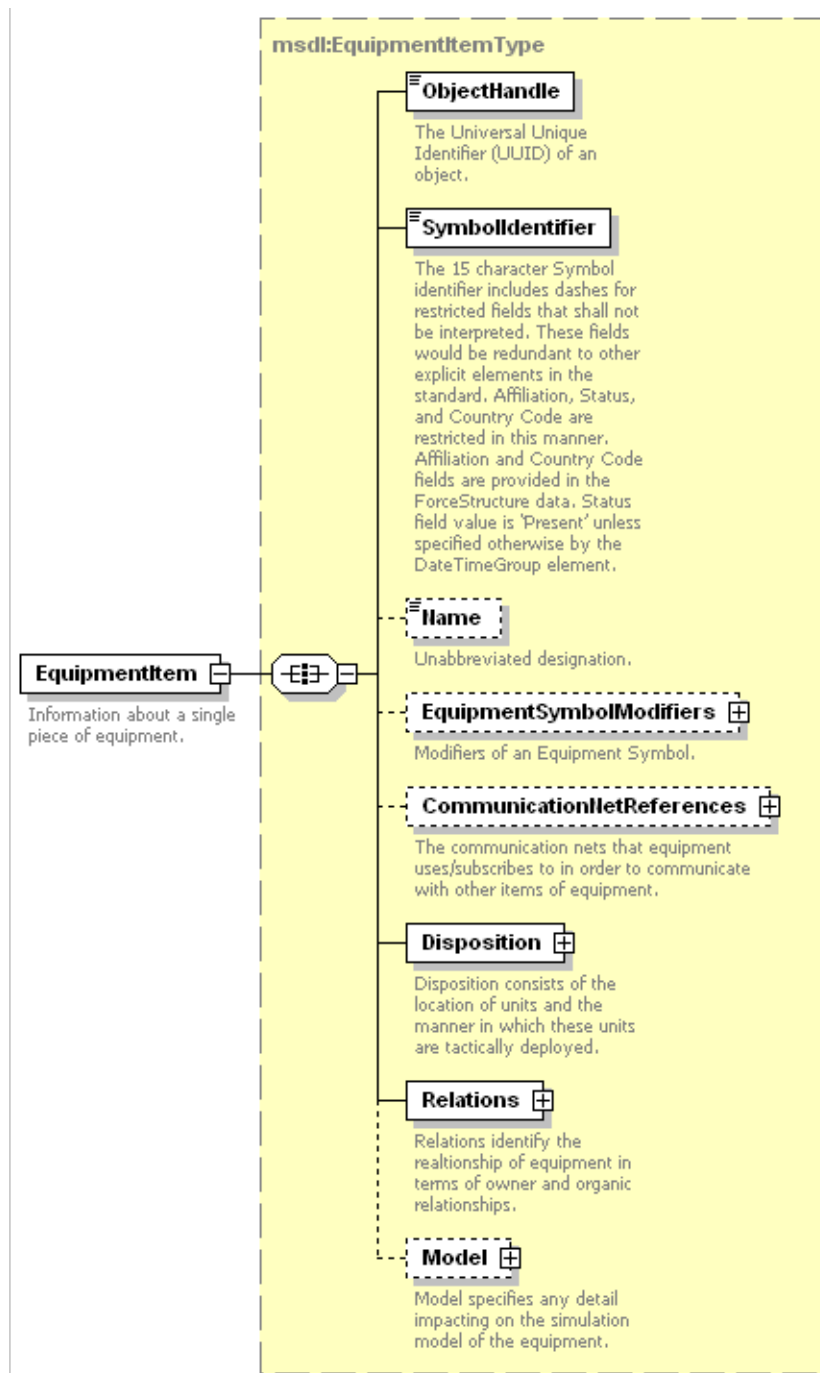 msdl:EquipmentItemType
ObjectHandle
The Universal Unique
Identifier (UUID) of an
object.
SymbolIdentifier
The 15 character Symbol
identifier includes dashes for
restricted fields that shall not
be interpreted. These fields
would be redundant to other
explicit elements in the
standard. Affiliation, Status,
and Country Code are
restricted in this manner.
Affiliation and Country Code
fields are provided in the
ForceStructure data. Status
field value is 'Present' unless
specified otherwise by the
DateTimeGroup element.
Name
Unabbreviated designation.
EquipmentItem
Information about a single
piece of equipment.
EquipmentSymbolModifiers
Modifiers of an Equipment Symbol.
CommunicationNetReferences
The communication nets that equipment
uses/subscribes to in order to communicate
with other items of equipment.
Disposition
Disposition consists of the
location of units and the
manner in which these units
are tactically deployed.
Relations
Relations identify the
realtionship of equipment in
terms of owner and organic
relationships.
Model
Model specifies any detail
impacting on the simulation
model of the equipment.